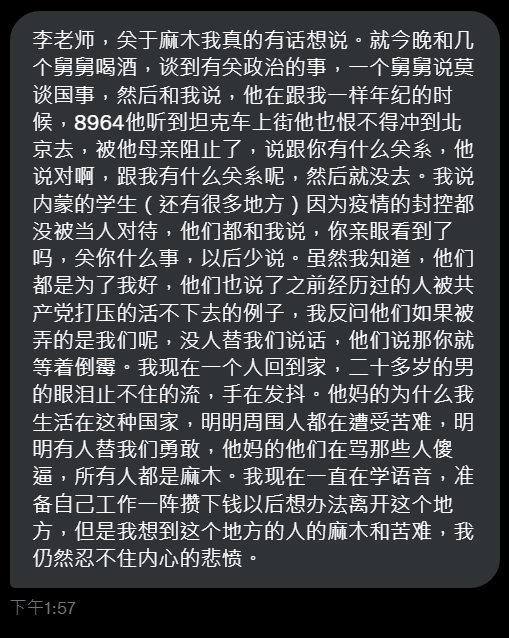 李老师，关于麻木我真的有话想说。就今晚和几
个舅舅喝酒，谈到有关政治的事，一个舅舅说莫
谈国事，然后和我说，他在跟我一样年纪的时
候，8964他听到坦克车上街他也恨不得冲到北
京去，被他母亲阻止了，说跟你有什么关系，他
说对啊，跟我有什么关系呢，然后就没去。我说
内蒙的学生（还有很多地方）因为疫情的封控都
没被当人对待，他们都和我说，你亲眼看到了
吗，关你什么事，以后少说。虽然我知道，他们
都是为了我好，他们也说了之前经历过的人被共
产党打压的活不下去的例子，我反问他们如果被
弄的是我们呢，没人替我们说话，他们说那你就
等着倒霉。我现在一个人回到家，二十多岁的男
的眼泪止不住的流，手在发抖。他妈的为什么我
生活在这种国家，明明周围人都在遭受苦难，明
明有人替我们勇敢，他妈的他们在骂那些人傻
逼，所有人都是麻木。我现在一直在学语音，准
备自己工作一阵攒下钱以后想办法离开这个地
方，但是我想到这个地方的人的麻木和苦难，我
仍然忍不住内心的悲愤。
下午1:57